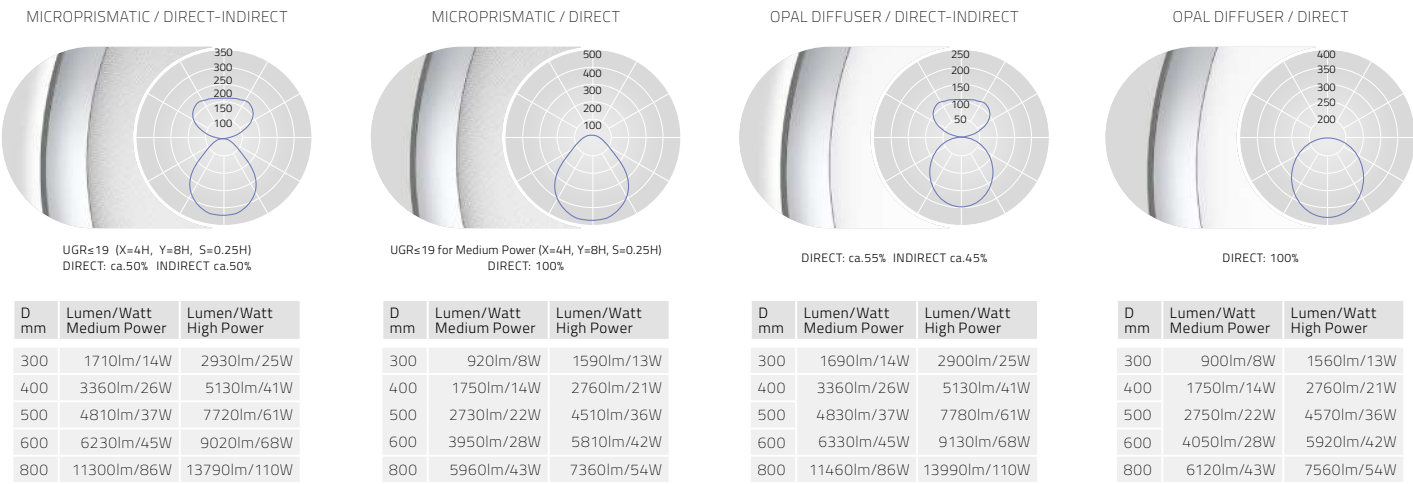 MICROPRISMATIC / DIRECT-INDIRECT
350
300
250
200
150
100
UGR≤19 (X=4H, Y=8H, S=0.25H)
DIRECT: ca.50% INDIRECT ca.50%
D mm
Lumen/Watt Medium Power
Lumen/Watt High Power
300 1710lm/14W 2930lm/25W
400 3360lm/26W 5130lm/41W
500 4810lm/37W 7720lm/61W
600 6230lm/45W 9020lm/68W
800 11300lm/86W 13790lm/110W
MICROPRISMATIC / DIRECT
500
400
300
200
100
UGR≤19 for Medium Power (X=4H, Y=8H, S=0.25H)
DIRECT: 100%
D mm
Lumen/Watt Medium Power
Lumen/Watt High Power
300 920lm/8W 1590lm/13W
400 1750lm/14W 2760lm/21W
500 2730lm/22W 4510lm/36W
600 3950lm/28W 5810lm/42W
800 5960lm/43W 7360lm/54W
OPAL DIFFUSER / DIRECT-INDIRECT
250
200
150
100
50
DIRECT: ca.55% INDIRECT ca.45%
D mm
Lumen/Watt Medium Power
Lumen/Watt High Power
300 1690lm/14W 2900lm/25W
400 3360lm/26W 5130lm/41W
500 4830lm/37W 7780lm/61W
600 6330lm/45W 9130lm/68W
800 11460lm/86W 13990lm/110W
OPAL DIFFUSER / DIRECT
400
350
300
250
200
DIRECT: 100%
D mm
Lumen/Watt Medium Power
Lumen/Watt High Power
300 900lm/8W 1560lm/13W
400 1750lm/14W 2760lm/21W
500 2750lm/22W 4570lm/36W
600 4050lm/28W 5920lm/42W
800 6120lm/43W 7560lm/54W